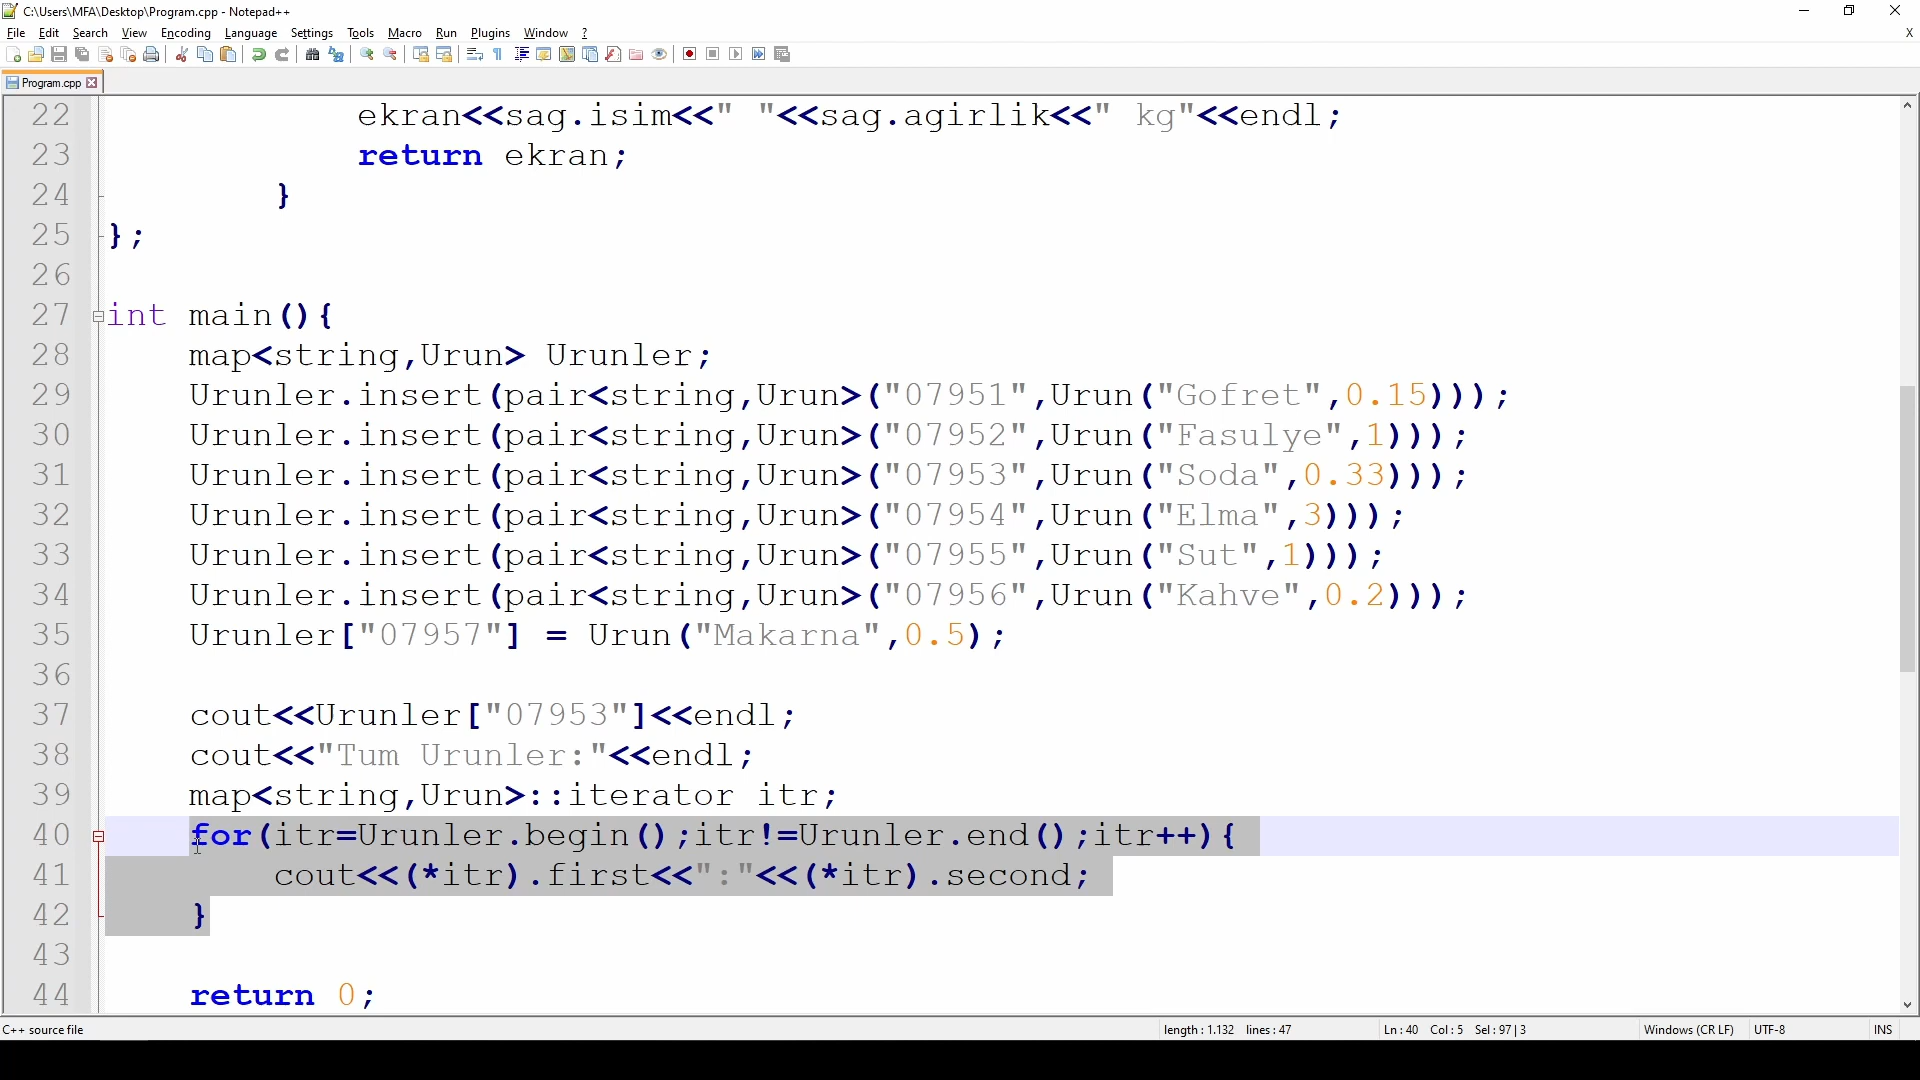 C:\Users\MFA\Desktop\Program.cpp - Notepad++
File Edit Search View Encoding Language Settings Tools Macro Run Plugins Window ? X
Program.cpp
22 ekran<<sag.isim<<" "<<sag.agirlik<<" kg"<<endl;
23 return ekran;
24 }
25 };
26
27 int main(){
28 map<string,Urun> Urunler;
29 Urunler.insert(pair<string,Urun>("07951",Urun("Gofret",0.15)));
30 Urunler.insert(pair<string,Urun>("07952",Urun("Fasulye",1)));
31 Urunler.insert(pair<string,Urun>("07953",Urun("Soda",0.33)));
32 Urunler.insert(pair<string,Urun>("07954",Urun("Elma",3)));
33 Urunler.insert(pair<string,Urun>("07955",Urun("Sut",1)));
34 Urunler.insert(pair<string,Urun>("07956",Urun("Kahve",0.2)));
35 Urunler["07957"] = Urun("Makarna",0.5);
36
37 cout<<Urunler["07953"]<<endl;
38 cout<<"Tum Urunler:"<<endl;
39 map<string,Urun>::iterator itr;
40 for(itr=Urunler.begin();itr!=Urunler.end();itr++){
41 cout<<(*itr).first<<":"<<(*itr).second;
42 }
43
44 return 0;
C++ source file length : 1.132 lines : 47 Ln : 40 Col : 5 Sel : 97 | 3 Windows (CR LF) UTF-8 INS